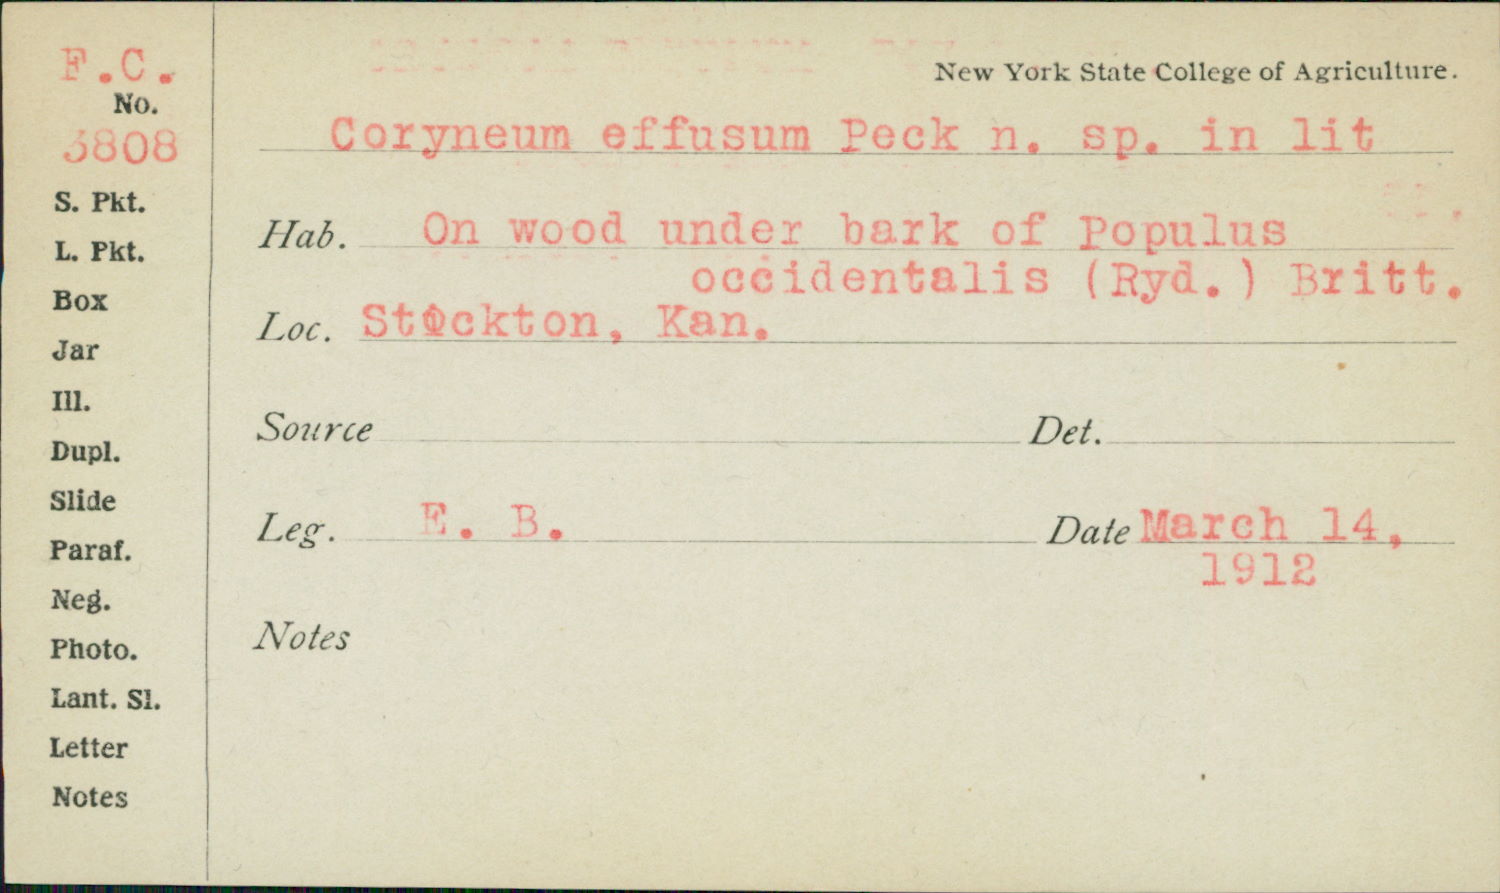 F.C.
No.
3808
S. Pkt.
L. Pkt.
Box
Jar
Ill.
Dupl.
Slide
Paraf.
Neg.
Photo.
Lant. Sl.
Letter
Notes
New York State College of Agriculture.
Coryneum effusum Peck n. sp. in lit
Hab. On wood under bark of Populus
occidentalis (Ryd.) Britt.
Loc. Stockton, Kan.
Source Det.
Leg. E. B. Date March 14,
1912
Notes